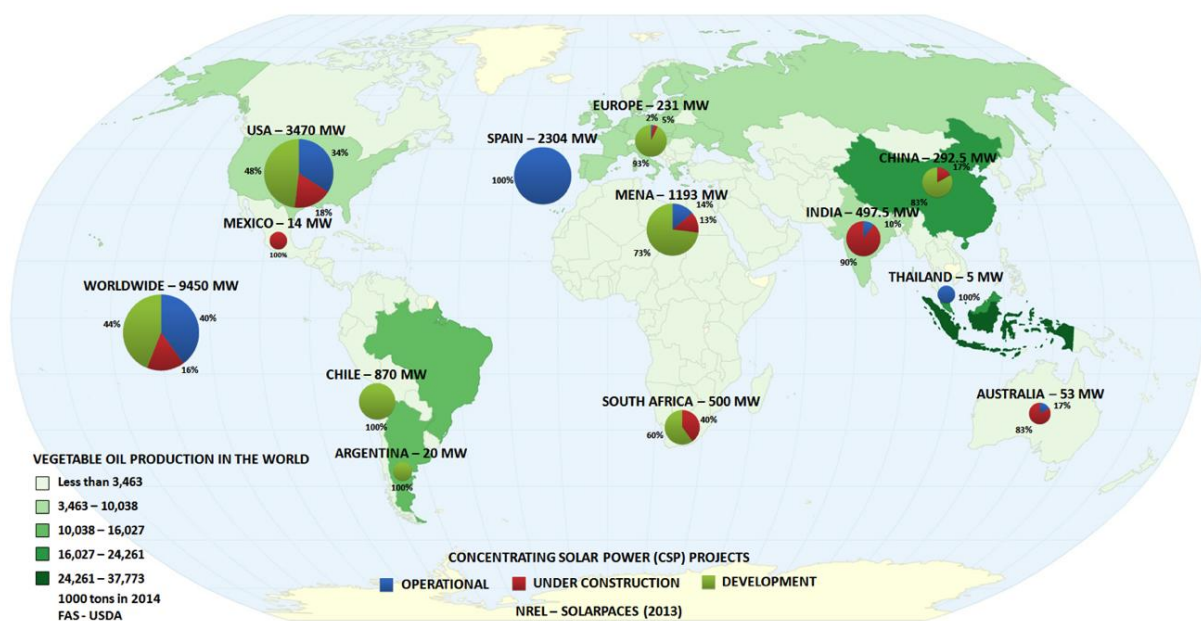 EUROPE – 231 MW
2% 5%
93%
USA – 3470 MW
34%
48%
18%
SPAIN – 2304 MW
100%
CHINA – 292.5 MW
17%
83%
MENA – 1193 MW
14%
13%
73%
INDIA – 497.5 MW
10%
90%
MEXICO – 14 MW
100%
THAILAND – 5 MW
100%
WORLDWIDE – 9450 MW
44%
40%
16%
CHILE – 870 MW
100%
SOUTH AFRICA – 500 MW
40%
60%
AUSTRALIA – 53 MW
17%
83%
ARGENTINA – 20 MW
100%
VEGETABLE OIL PRODUCTION IN THE WORLD
Less than 3,463
3,463 – 10,038
10,038 – 16,027
16,027 – 24,261
24,261 – 37,773
1000 tons in 2014
FAS - USDA
CONCENTRATING SOLAR POWER (CSP) PROJECTS
OPERATIONAL UNDER CONSTRUCTION DEVELOPMENT
NREL – SOLARPACES (2013)